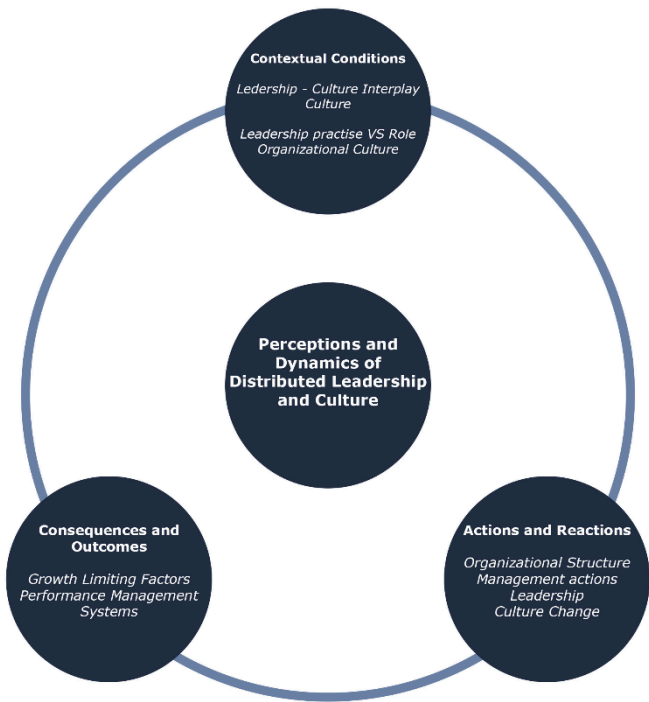 Contextual Conditions
Ledership - Culture Interplay
Culture
Leadership practise VS Role
Organizational Culture
Perceptions and
Dynamics of
Distributed Leadership
and Culture
Consequences and
Outcomes
Growth Limiting Factors
Performance Management
Systems
Actions and Reactions
Organizational Structure
Management actions
Leadership
Culture Change